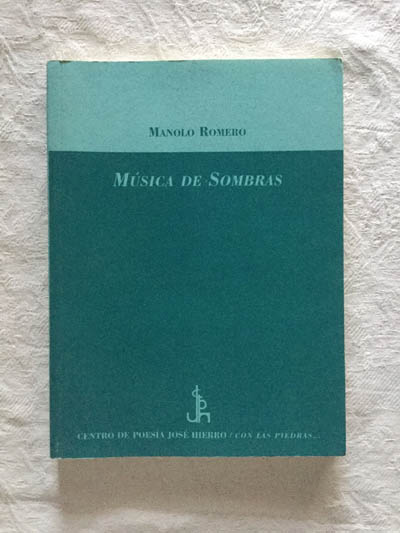 MANOLO ROMERO
MÚSICA DE SOMBRAS
CENTRO DE POESÍA JOSÉ HIERRO / CON LAS PIEDRAS...